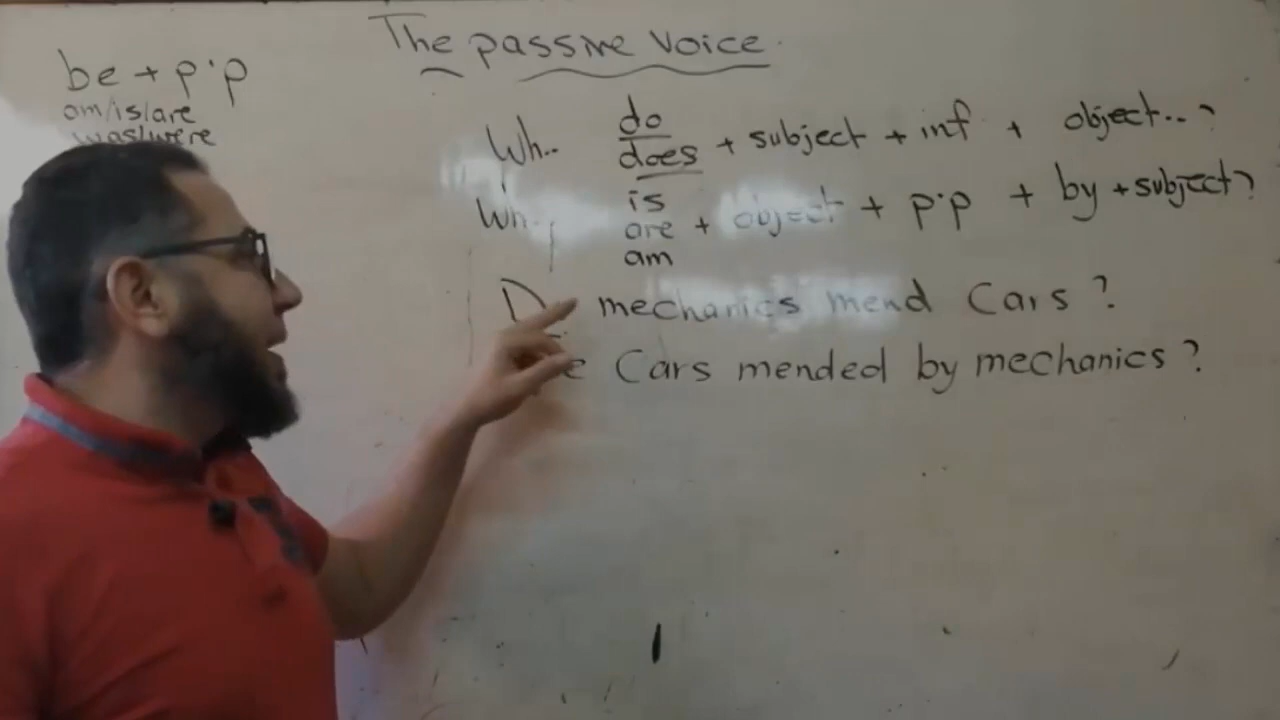 The passive Voice
be + p.p
am/is/are
was/were
Wh.. do
does + subject + inf + object..?
Wh.. is
are + object + p.p + by + subject?
am
mechanics mend Cars?
Cars mended by mechanics?